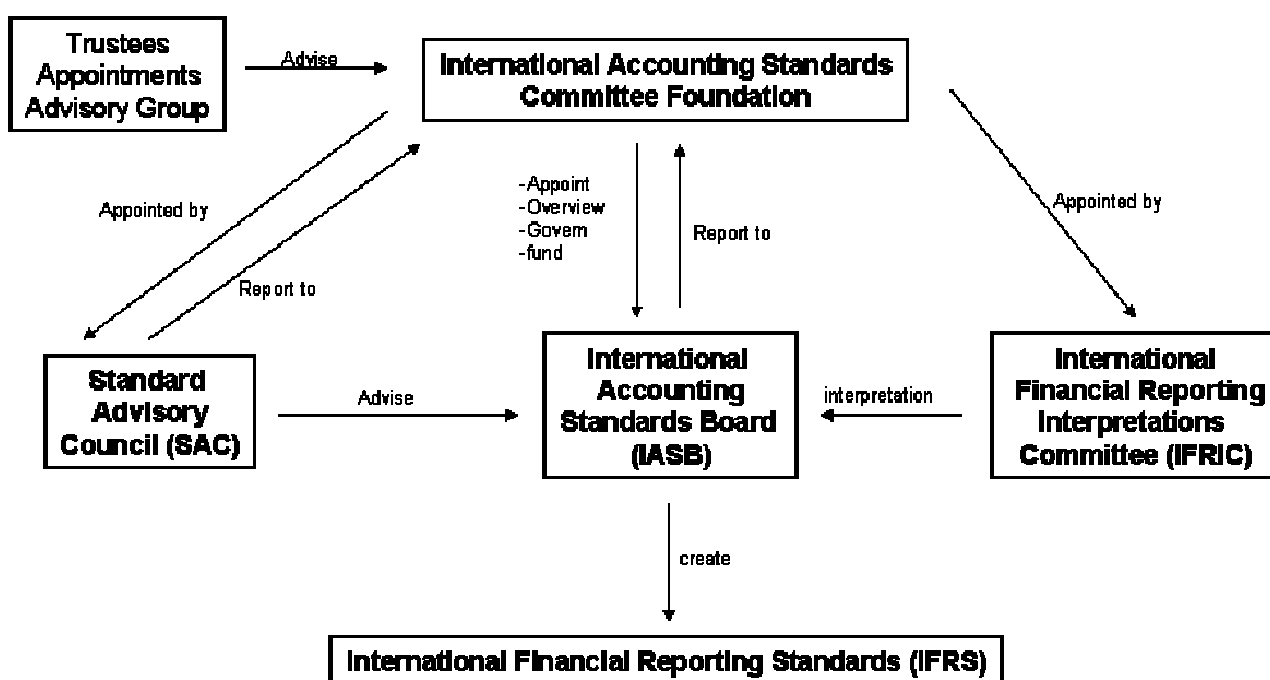 Trustees
Appointments
Advisory Group
Advise
International Accounting Standards
Committee Foundation
Appointed by
Report to
-Appoint
-Overview
-Govern
-fund
Report to
Appointed by
Standard
Advisory
Council (SAC)
Advise
International
Accounting
Standards Board
(IASB)
interpretation
International
Financial Reporting
Interpretations
Committee (IFRIC)
create
International Financial Reporting Standards (IFRS)